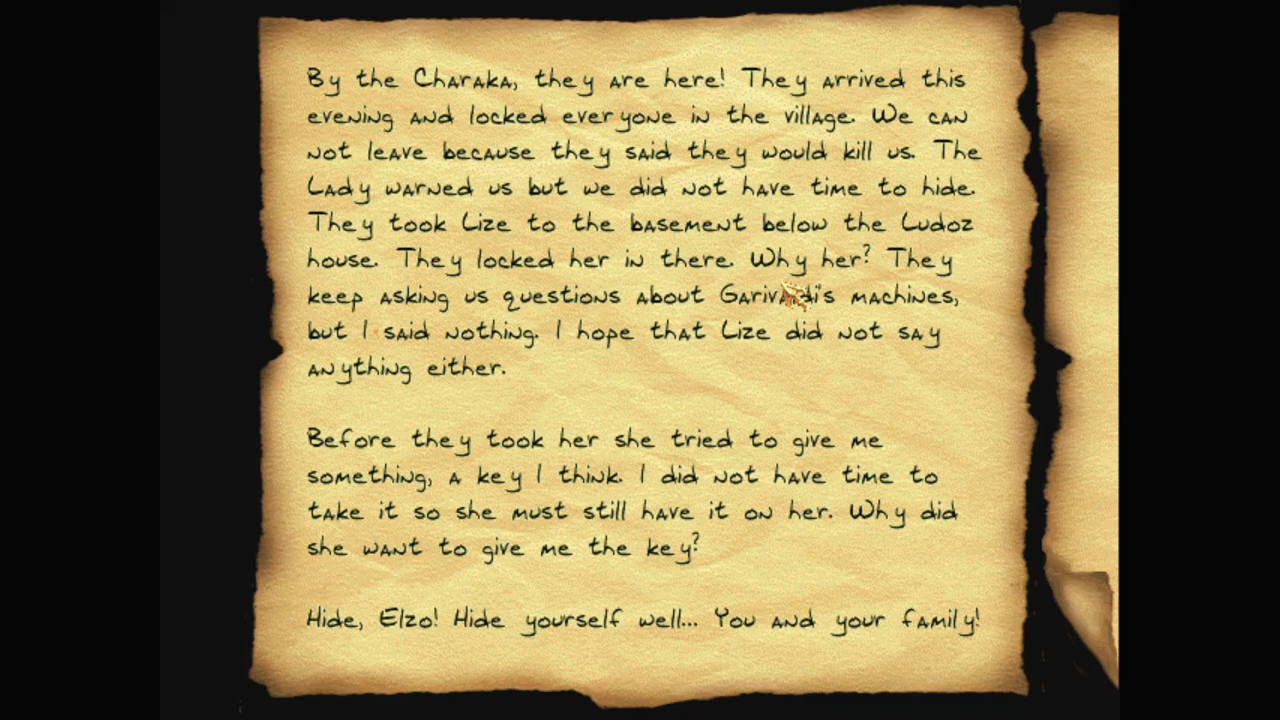 By the Charaka, they are here! They arrived this
evening and locked everyone in the village. We can
not leave because they said they would kill us. The
Lady warned us but we did not have time to hide.
They took Lize to the basement below the Ludoz
house. They locked her in there. Why her? They
keep asking us questions about Garivaldi's machines,
but I said nothing. I hope that Lize did not say
anything either.
Before they took her she tried to give me
something, a key I think. I did not have time to
take it so she must still have it on her. Why did
she want to give me the key?
Hide, Elzo! Hide yourself well... You and your family!